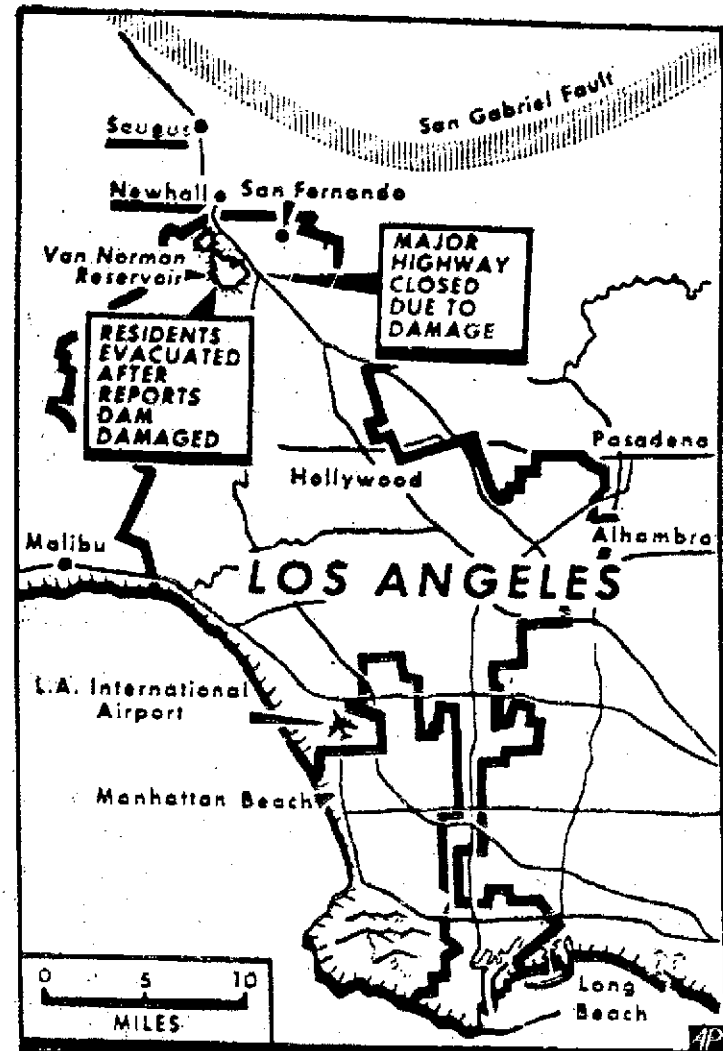 San Gabriel Fault
Saugus
Newhall
San Fernando
Van Norman
Reservoir
MAJOR
HIGHWAY
CLOSED
DUE TO
DAMAGE
RESIDENTS
EVACUATED
AFTER
REPORTS
DAM
DAMAGED
Pasadena
Hollywood
Alhambra
Malibu
LOS ANGELES
L.A. International
Airport
Manhattan Beach
0 5 10
MILES
Long
Beach
AP